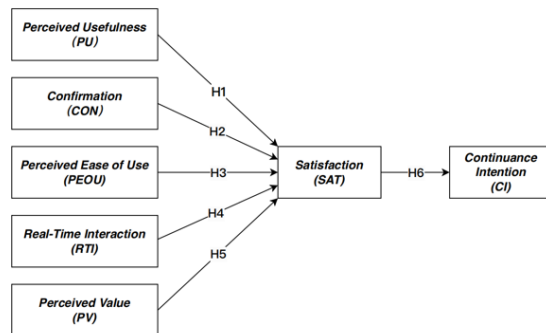 Perceived Usefulness
(PU)
H1
Confirmation
(CON)
H2
Perceived Ease of Use
(PEOU)
H3
Satisfaction
(SAT)
H6
Continuance
Intention
(CI)
Real-Time Interaction
(RTI)
H4
H5
Perceived Value
(PV)